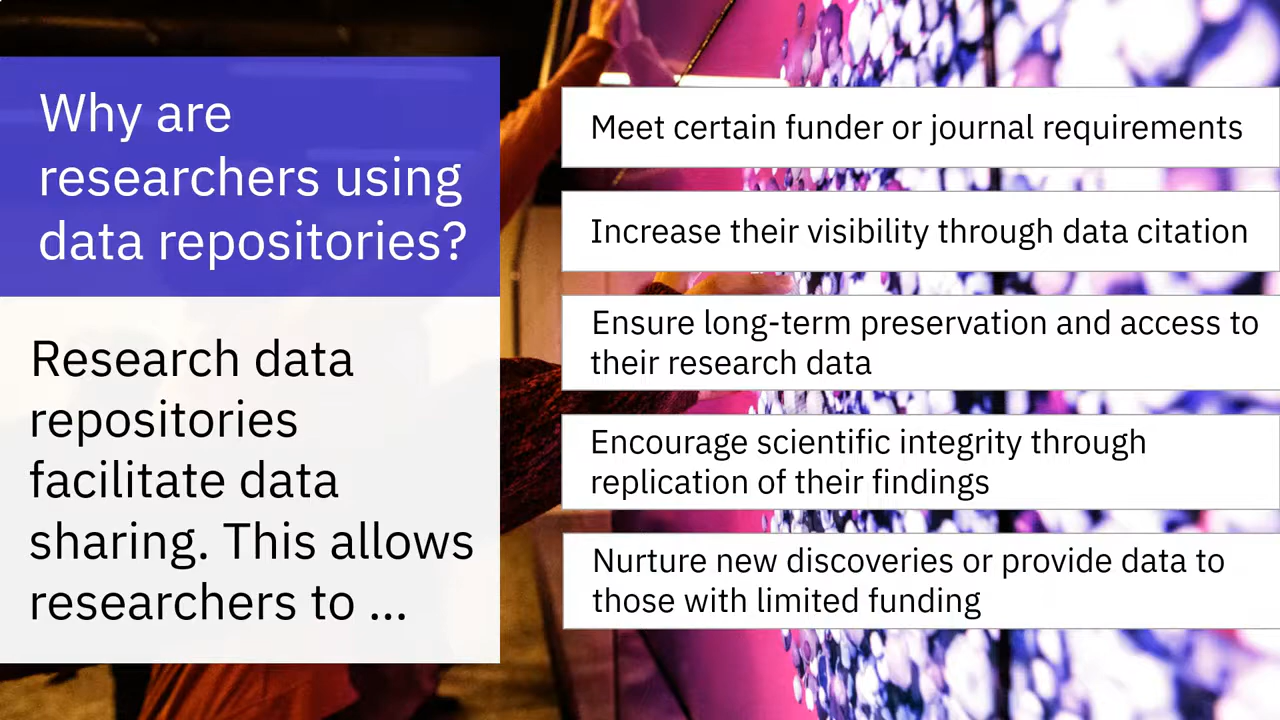 Why are
researchers using
data repositories?
Research data
repositories
facilitate data
sharing. This allows
researchers to ...
Meet certain funder or journal requirements
Increase their visibility through data citation
Ensure long-term preservation and access to
their research data
Encourage scientific integrity through
replication of their findings
Nurture new discoveries or provide data to
those with limited funding